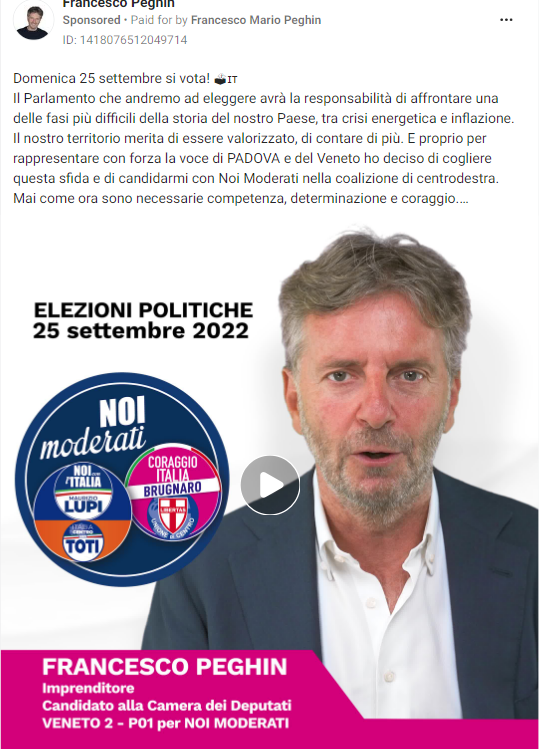 Francesco Peghin
Sponsored • Paid for by Francesco Mario Peghin
ID: 1418076512049714
Domenica 25 settembre si vota! 🗳️IT
Il Parlamento che andremo ad eleggere avrà la responsabilità di affrontare una
delle fasi più difficili della storia del nostro Paese, tra crisi energetica e inflazione.
Il nostro territorio merita di essere valorizzato, di contare di più. E proprio per
rappresentare con forza la voce di PADOVA e del Veneto ho deciso di cogliere
questa sfida e di candidarmi con Noi Moderati nella coalizione di centrodestra.
Mai come ora sono necessarie competenza, determinazione e coraggio....
ELEZIONI POLITICHE
25 settembre 2022
NOI
moderati
NOI CON
l'ITALIA
MAURIZIO
LUPI
TOTI
CORAGGIO
ITALIA
BRUGNARO
LIBERTAS
UNIONE DI CENTRO
FRANCESCO PEGHIN
Imprenditore
Candidato alla Camera dei Deputati
VENETO 2 - P01 per NOI MODERATI